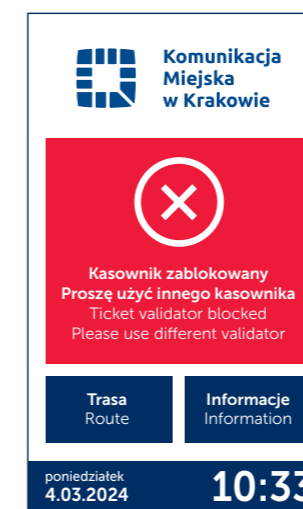 Komunikacja
Miejska
w Krakowie
Kasownik zablokowany
Proszę użyć innego kasownika
Ticket validator blocked
Please use different validator
Trasa
Route
Informacje
Information
poniedziałek
4.03.2024
10:33